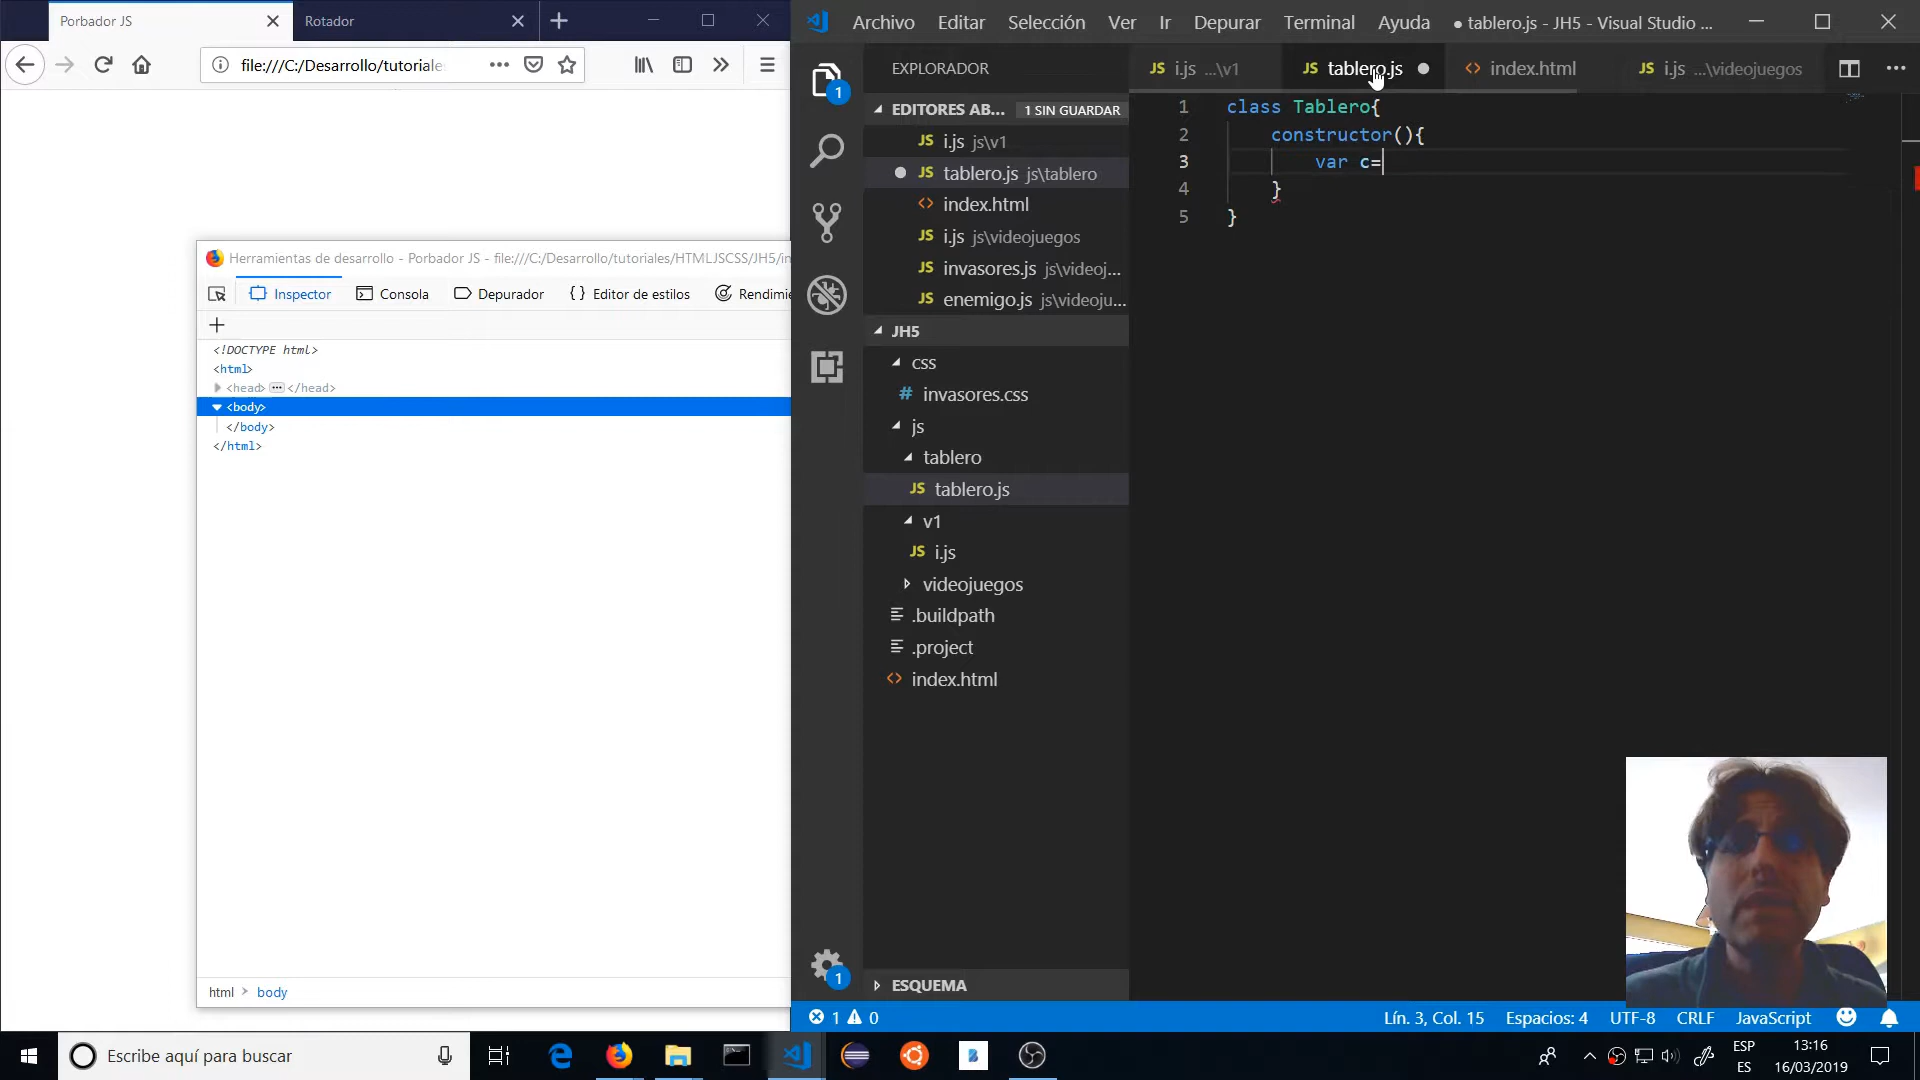 Porbador JS
Rotador
file:///C:/Desarrollo/tutoriale
Herramientas de desarrollo - Porbador JS - file:///C:/Desarrollo/tutoriales/HTMLJSCSS/JH5/in
Inspector
Consola
Depurador
{ } Editor de estilos
Rendimie
<!DOCTYPE html>
<html>
<head> ... </head>
<body>
</body>
</html>
html > body
Archivo Editar Selección Ver Ir Depurar Terminal Ayuda
● tablero.js - JH5 - Visual Studio ...
EXPLORADOR
1
EDITORES AB... 1 SIN GUARDAR
JS i.js js\v1
JS tablero.js js\tablero
<> index.html
JS i.js js\videojuegos
JS invasores.js js\videoj...
JS enemigo.js js\videoju...
JH5
css
# invasores.css
js
tablero
JS tablero.js
v1
JS i.js
videojuegos
.buildpath
.project
<> index.html
ESQUEMA
1
JS i.js ...\v1
JS tablero.js
<> index.html
JS i.js ...\videojuegos
1 class Tablero{
2 constructor(){
3 var c=
4 }
5 }
1 0
Lín. 3, Col. 15
Espacios: 4
UTF-8
CRLF
JavaScript
Escribe aquí para buscar
B
ESP
ES
13:16
16/03/2019